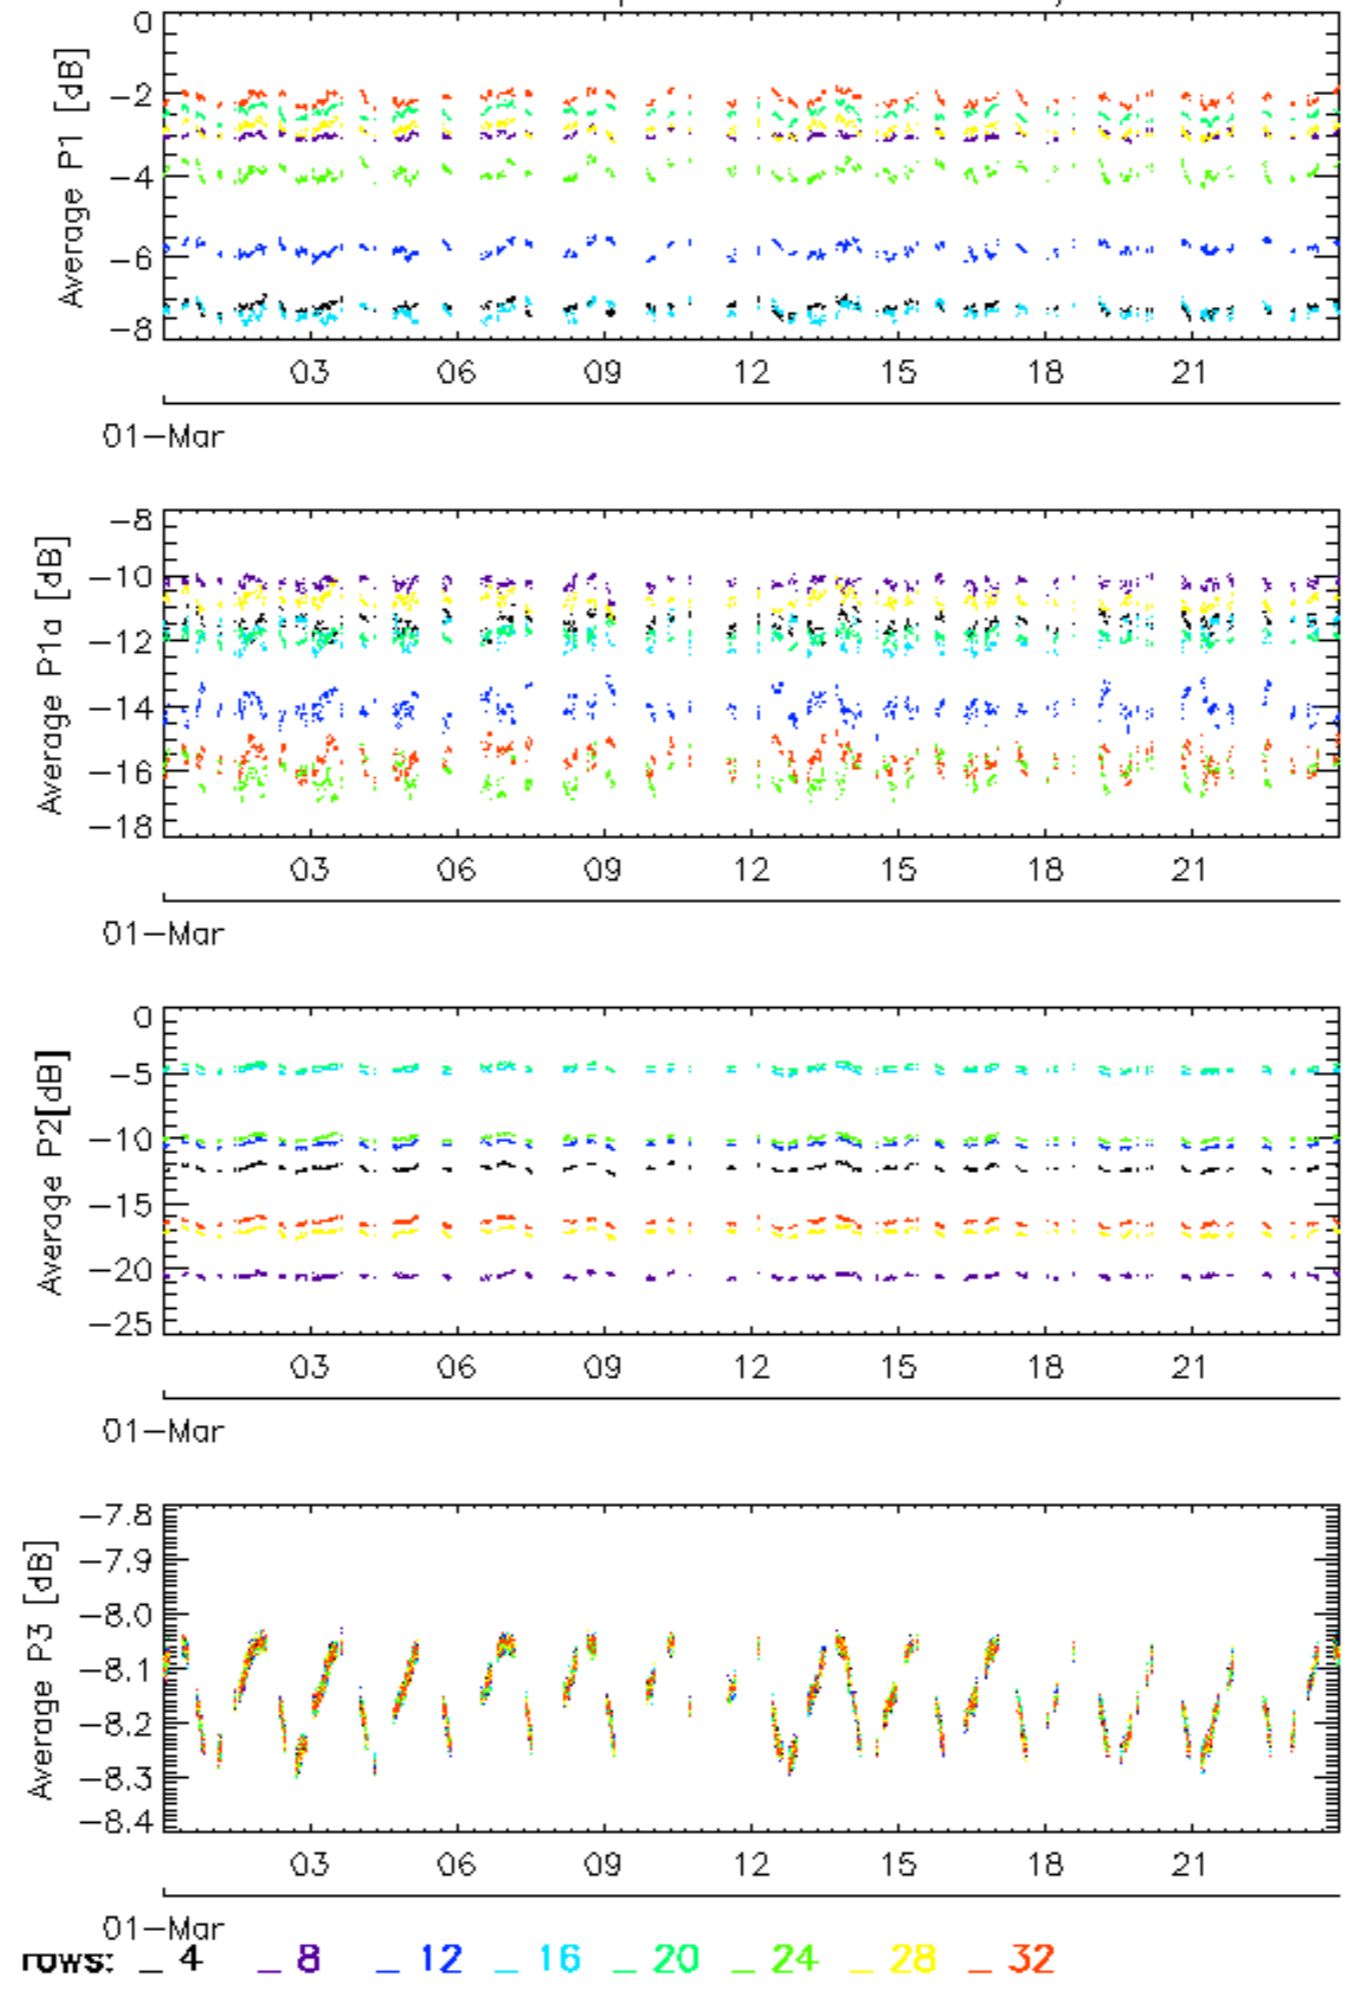 Average P1 [dB]
0
−2
−4
−6
−8
03 06 09 12 15 18 21
01−Mar
Average P1a [dB]
−8
−10
−12
−14
−16
−18
03 06 09 12 15 18 21
01−Mar
Average P2[dB]
0
−5
−10
−15
−20
−25
03 06 09 12 15 18 21
01−Mar
Average P3 [dB]
−7.8
−7.9
−8.0
−8.1
−8.2
−8.3
−8.4
03 06 09 12 15 18 21
01−Mar
rows: _ 4 _ 8 _ 12 _ 16 _ 20 _ 24 _ 28 _ 32